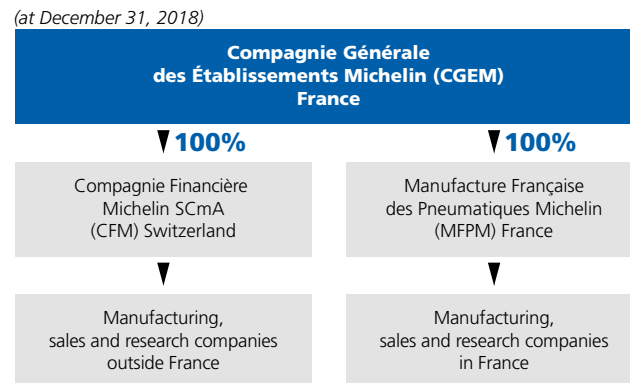 (at December 31, 2018)
Compagnie Générale
des Établissements Michelin (CGEM)
France
100%
100%
Compagnie Financière
Michelin SCmA
(CFM) Switzerland
Manufacture Française
des Pneumatiques Michelin
(MFPM) France
Manufacturing,
sales and research companies
outside France
Manufacturing,
sales and research companies
in France